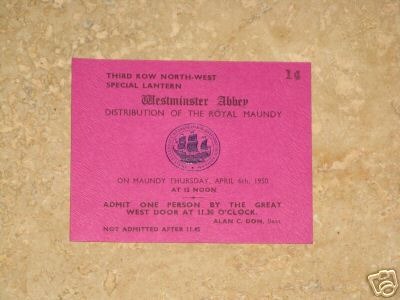 THIRD ROW NORTH-WEST 14
SPECIAL LANTERN
Westminster Abbey
DISTRIBUTION OF THE ROYAL MAUNDY
ON MAUNDY THURSDAY, APRIL 6th, 1950
AT 12 NOON
ADMIT ONE PERSON BY THE GREAT
WEST DOOR AT 11.30 O'CLOCK.
ALAN C. DON, Dean
NOT ADMITTED AFTER 11.45